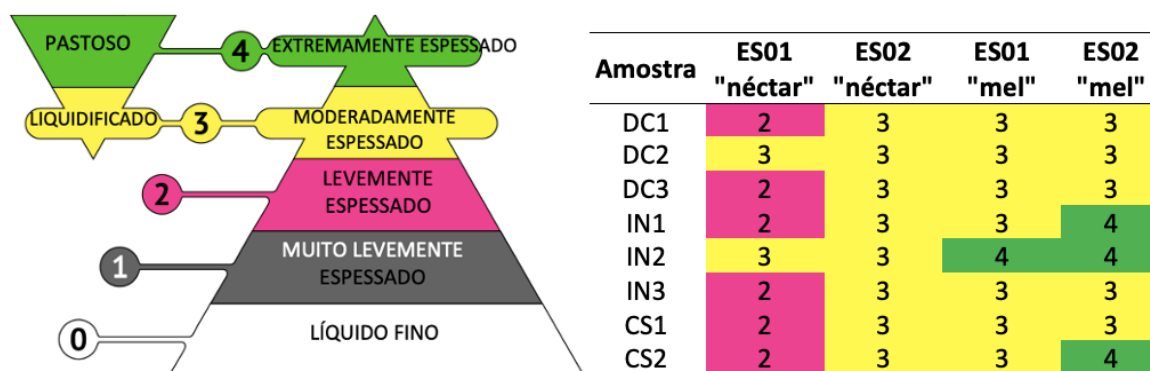 PASTOSO
4
EXTREMAMENTE ESPESSADO
LIQUIDIFICADO
3
MODERADAMENTE
ESPESSADO
2
LEVEMENTE
ESPESSADO
1
MUITO LEVEMENTE
ESPESSADO
0
LÍQUIDO FINO
Amostra ES01 "néctar" ES02 "néctar" ES01 "mel" ES02 "mel"
DC1 2 3 3 3
DC2 3 3 3 3
DC3 2 3 3 3
IN1 2 3 3 4
IN2 3 3 4 4
IN3 2 3 3 3
CS1 2 3 3 3
CS2 2 3 3 4